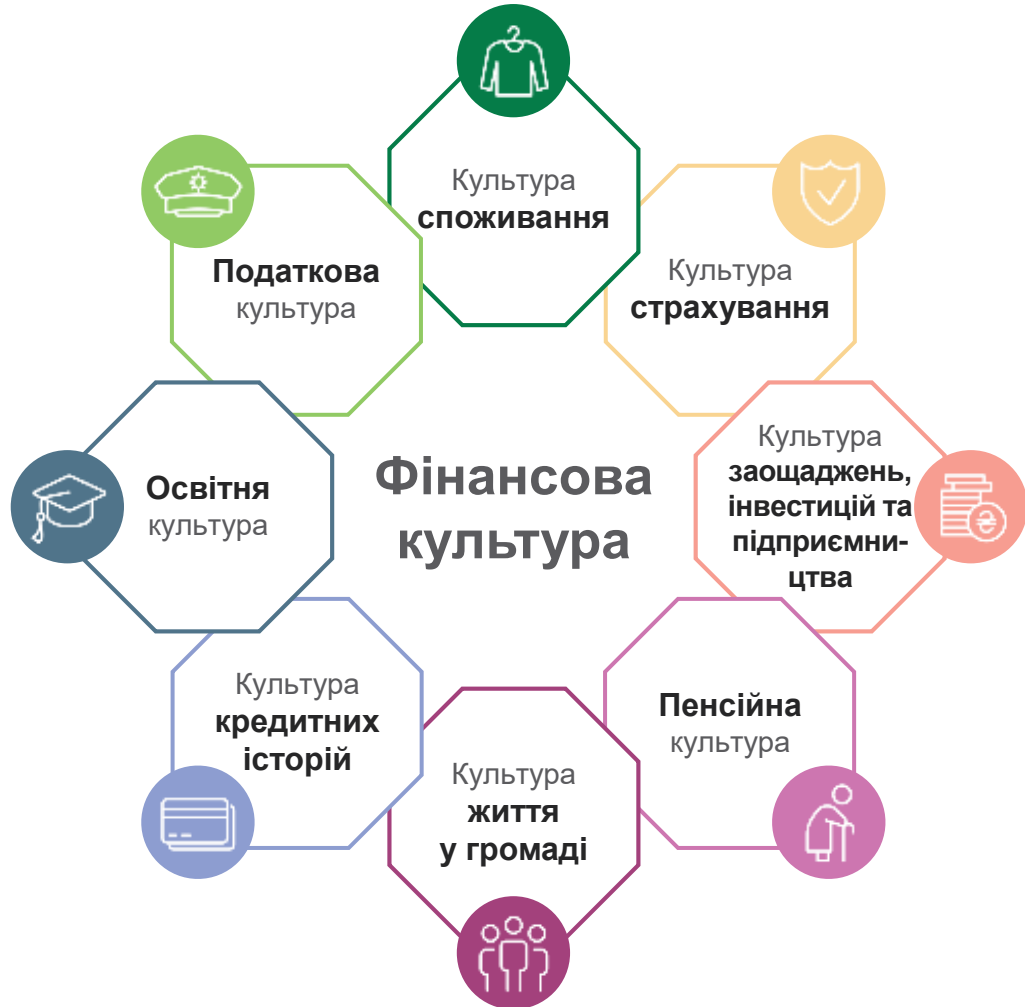 Культура
споживання
Культура
страхування
Культура
заощаджень,
інвестицій та
підприємни-
цтва
Пенсійна
культура
Культура
життя
у громаді
Культура
кредитних
історій
Освітня
культура
Податкова
культура
Фінансова
культура